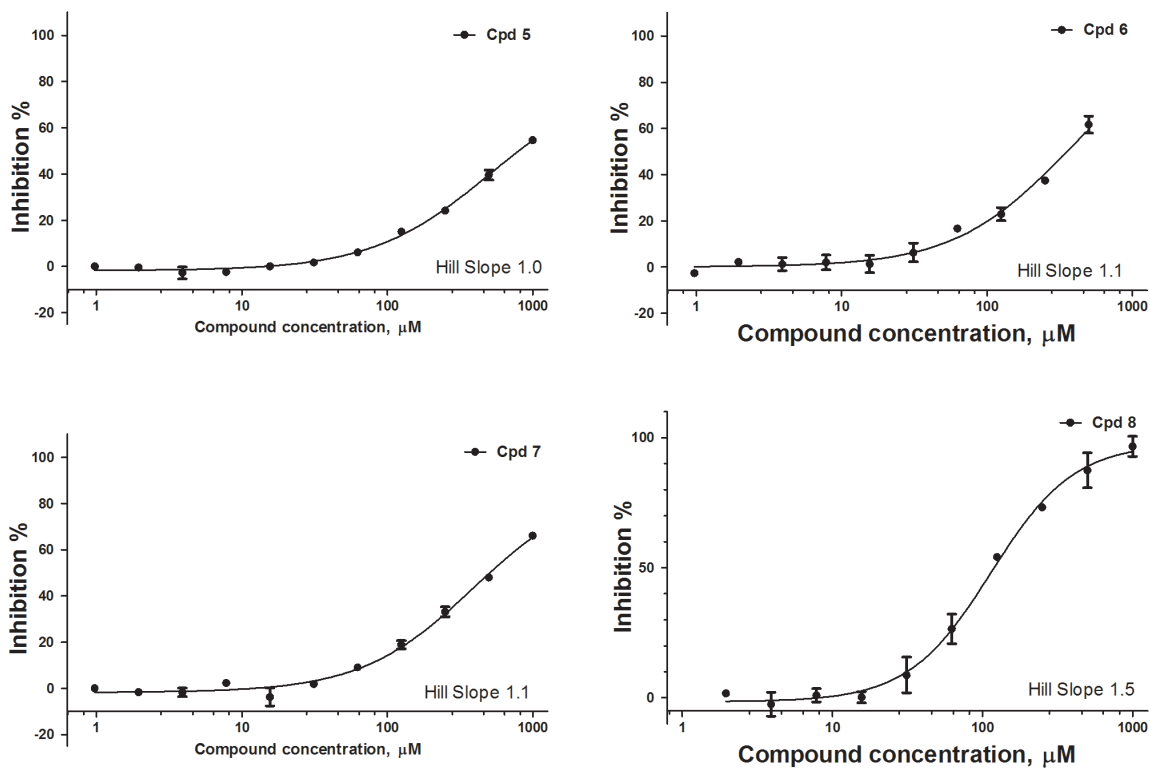 Cpd 5
100
80
60
40
20
0
-20
Inhibition %
Hill Slope 1.0
1 10 100 1000
Compound concentration, μM
Cpd 6
100
80
60
40
20
0
-20
Inhibition %
Hill Slope 1.1
1 10 100 1000
Compound concentration, μM
Cpd 7
100
80
60
40
20
0
-20
Inhibition %
Hill Slope 1.1
1 10 100 1000
Compound concentration, μM
Cpd 8
100
50
0
Inhibition %
Hill Slope 1.5
1 10 100 1000
Compound concentration, μM